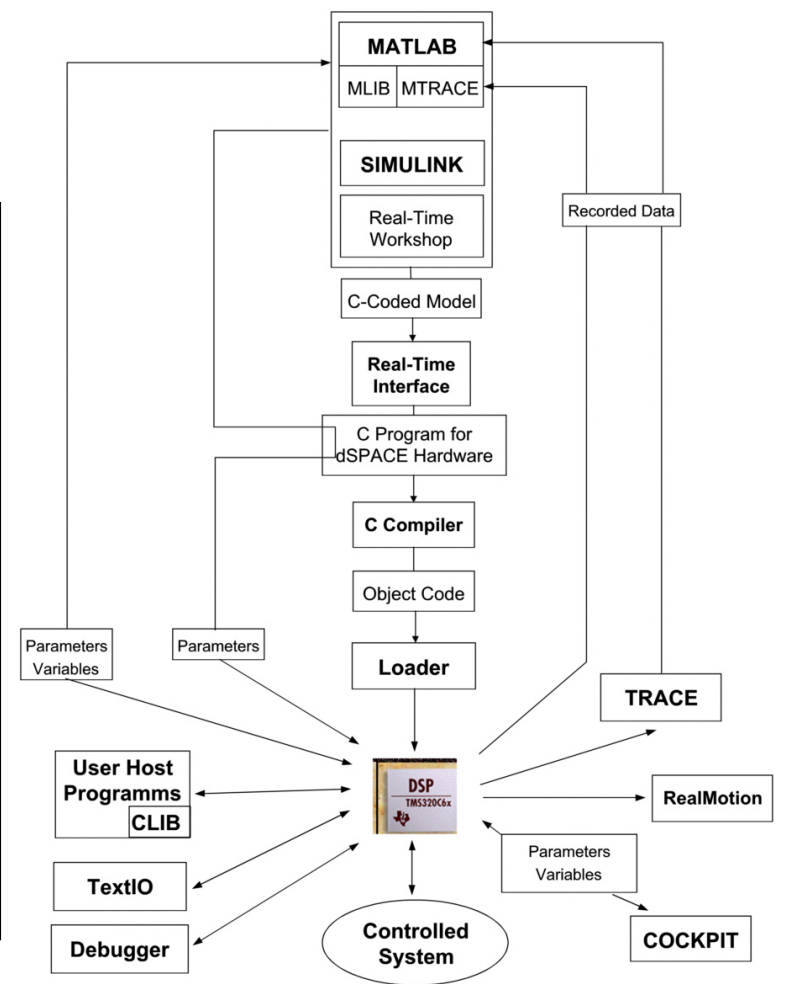 MATLAB
MLIB
MTRACE
SIMULINK
Real-Time
Workshop
Recorded Data
C-Coded Model
Real-Time
Interface
C Program for
dSPACE Hardware
C Compiler
Object Code
Parameters
Variables
Parameters
Loader
TRACE
User Host
Programms
CLIB
DSP
TMS320C6x
RealMotion
Parameters
Variables
TextIO
Debugger
Controlled
System
COCKPIT